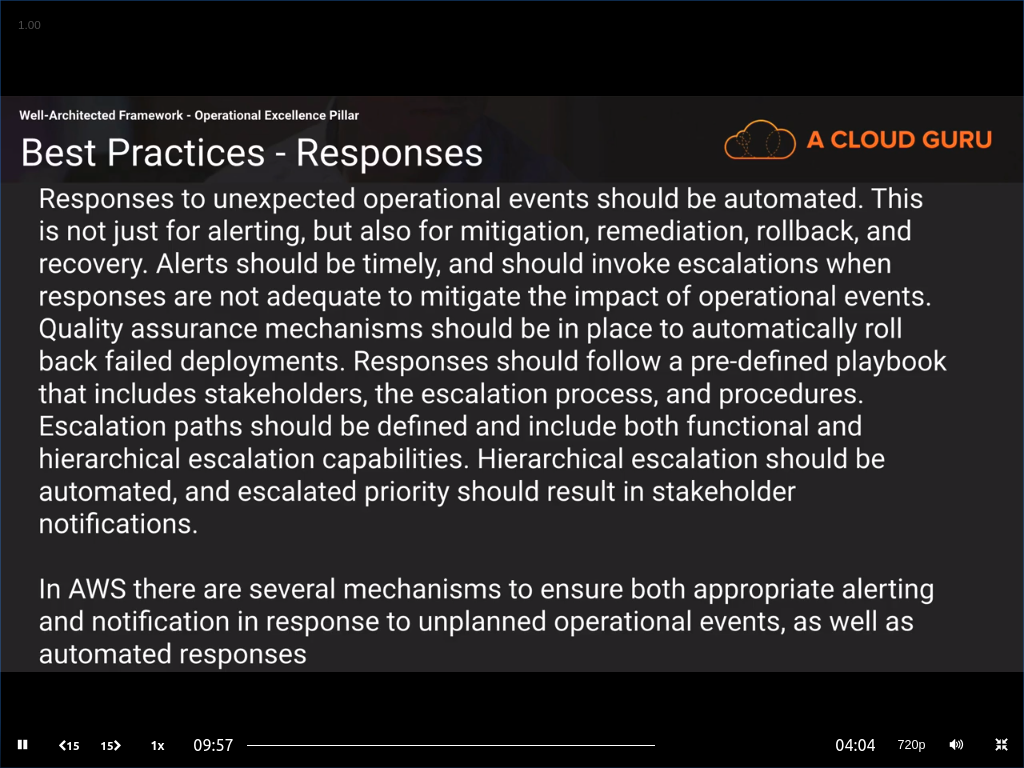 1.00
Well-Architected Framework - Operational Excellence Pillar
Best Practices - Responses
A CLOUD GURU
Responses to unexpected operational events should be automated. This
is not just for alerting, but also for mitigation, remediation, rollback, and
recovery. Alerts should be timely, and should invoke escalations when
responses are not adequate to mitigate the impact of operational events.
Quality assurance mechanisms should be in place to automatically roll
back failed deployments. Responses should follow a pre-defined playbook
that includes stakeholders, the escalation process, and procedures.
Escalation paths should be defined and include both functional and
hierarchical escalation capabilities. Hierarchical escalation should be
automated, and escalated priority should result in stakeholder
notifications.
In AWS there are several mechanisms to ensure both appropriate alerting
and notification in response to unplanned operational events, as well as
automated responses
15 15 1x 09:57 04:04 720p